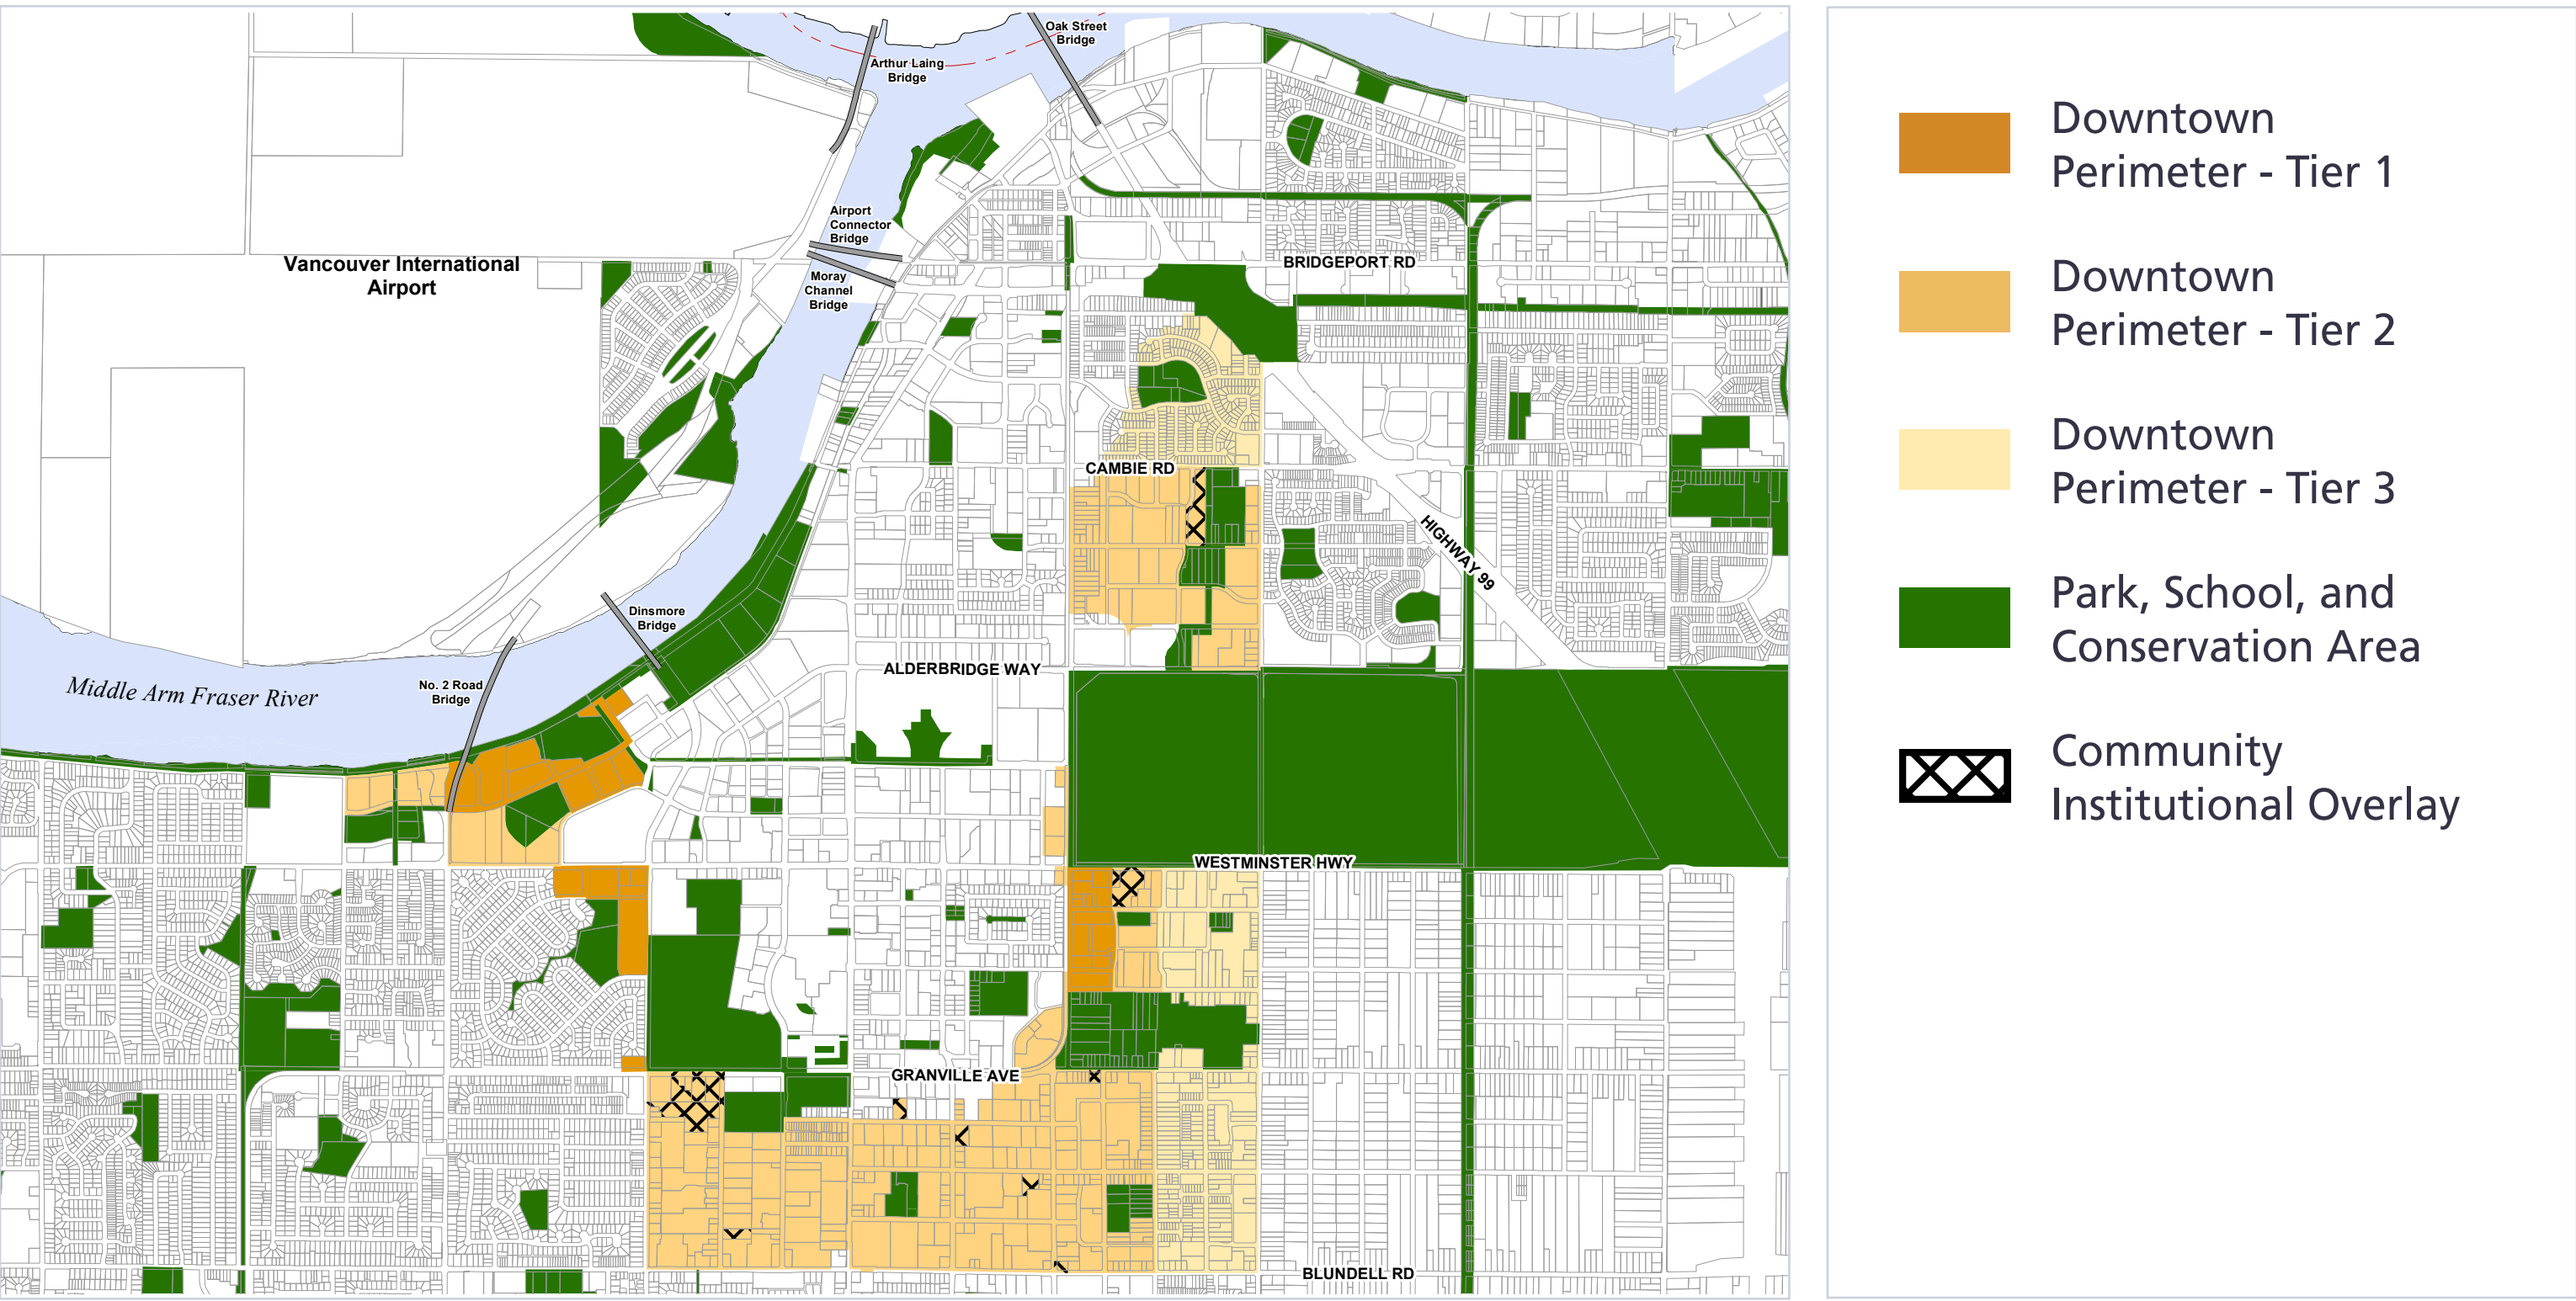 Oak Street
Bridge
Arthur Laing
Bridge
Airport
Connector
Bridge
Vancouver International
Airport
BRIDGEPORT RD
Moray
Channel
Bridge
CAMBIE RD
HIGHWAY 99
Dinsmore
Bridge
ALDERBRIDGE WAY
Middle Arm Fraser River
No. 2 Road
Bridge
WESTMINSTER HWY
GRANVILLE AVE
BLUNDELL RD
Downtown
Perimeter - Tier 1
Downtown
Perimeter - Tier 2
Downtown
Perimeter - Tier 3
Park, School, and
Conservation Area
Community
Institutional Overlay